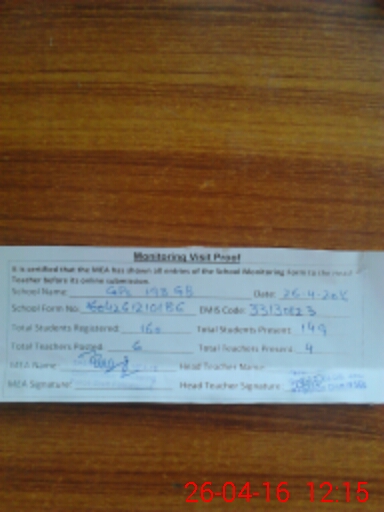 Monitoring Visit Proof
It is certified that the MEA has shown all entries of the School Monitoring Form to the Head
Teacher before its online submission.
School Name: GPS 198 GB Date: 26-4-
School Form No: EMIS Code:
Total Students Registered: 160 Total Students Present: 149
Total Teachers Posted: 6 Total Teachers Present: 4
MEA Name: Head Teacher Name:
MEA Signature: Head Teacher Signature:
26-04-16 12:15